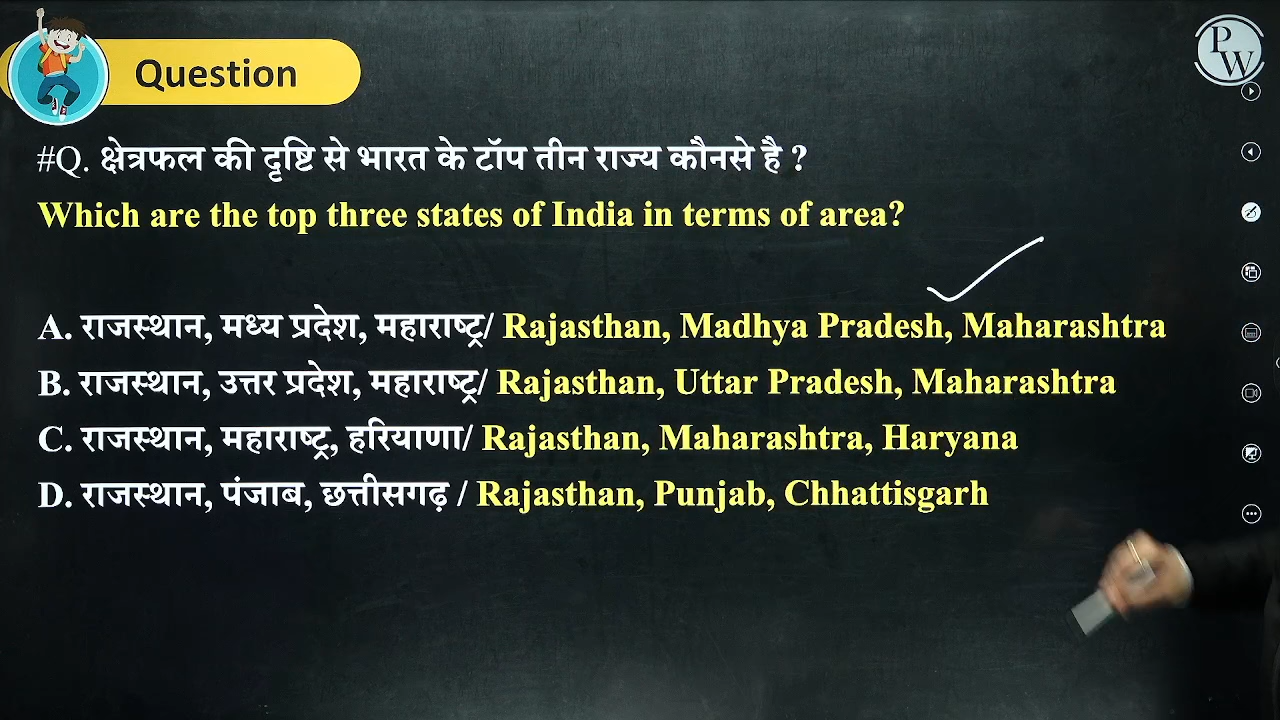 Question
PW
#Q. क्षेत्रफल की दृष्टि से भारत के टॉप तीन राज्य कौनसे है ?
Which are the top three states of India in terms of area?
A. राजस्थान, मध्य प्रदेश, महाराष्ट्र/ Rajasthan, Madhya Pradesh, Maharashtra
B. राजस्थान, उत्तर प्रदेश, महाराष्ट्र/ Rajasthan, Uttar Pradesh, Maharashtra
C. राजस्थान, महाराष्ट्र, हरियाणा/ Rajasthan, Maharashtra, Haryana
D. राजस्थान, पंजाब, छत्तीसगढ़ / Rajasthan, Punjab, Chhattisgarh